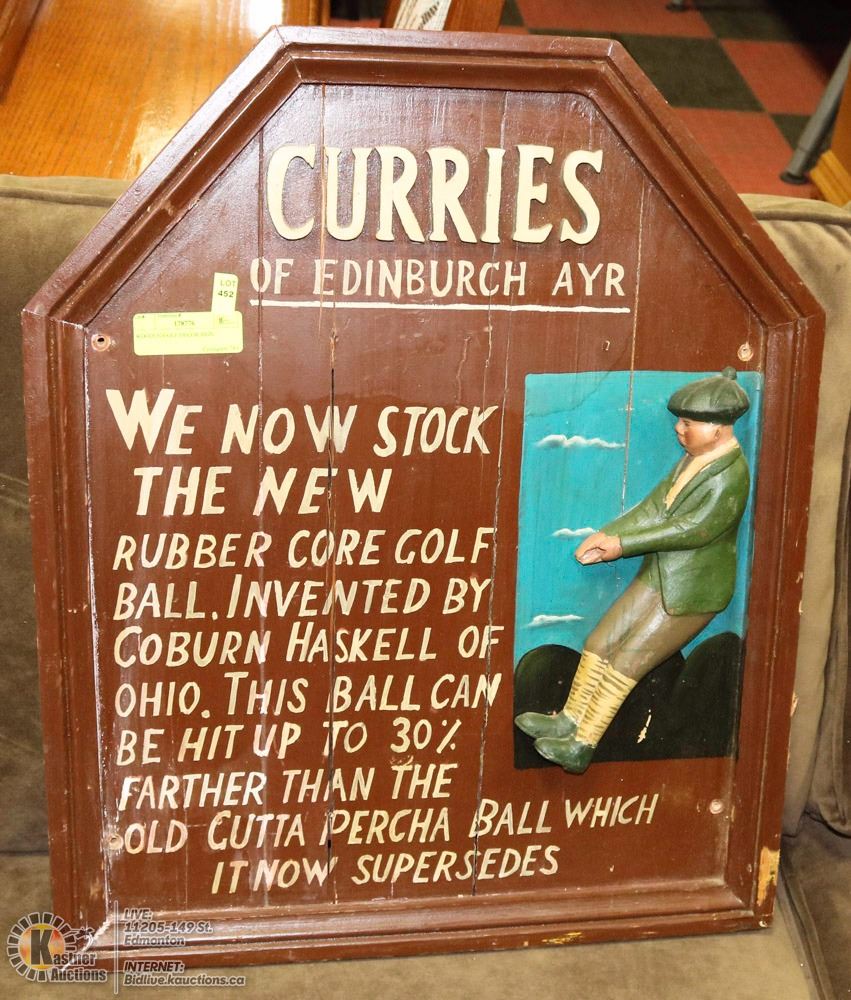 CURRIES
OF EDINBURCH AYR
LOT
452
178776
WE NOW STOCK
THE NEW
RUBBER CORE GOLF
BALL. INVENTED BY
COBURN HASKELL OF
OHIO. THIS BALL CAN
BE HIT UP TO 30%
FARTHER THAN THE
OLD CUTTA PERCHA BALL WHICH
IT NOW SUPERSEDES
K
Kastner
Auctions
LIVE:
11205-149 St.
Edmonton
INTERNET:
Bidlive.kauctions.ca